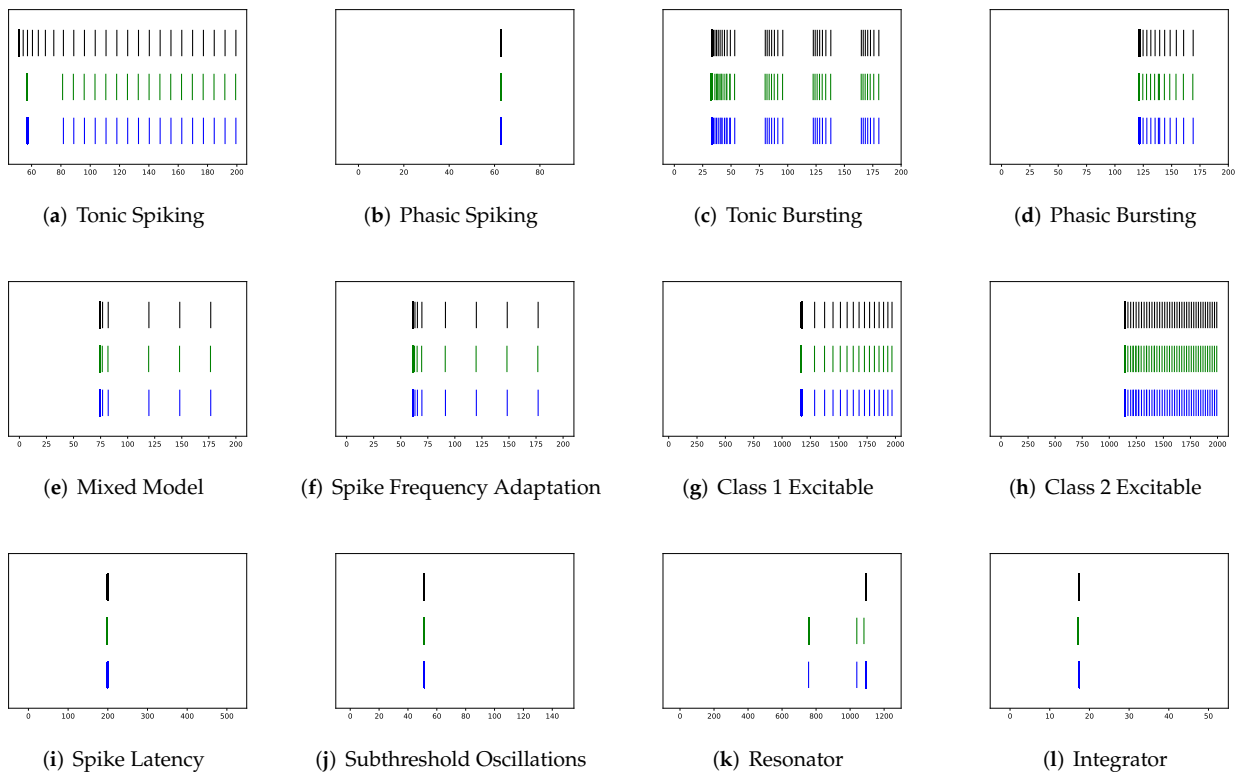 60 80 100 120 140 160 180 200
0 20 40 60 80
0 25 50 75 100 125 150 175 200
0 25 50 75 100 125 150 175 200
(a) Tonic Spiking
(b) Phasic Spiking
(c) Tonic Bursting
(d) Phasic Bursting
0 25 50 75 100 125 150 175 200
0 25 50 75 100 125 150 175 200
0 250 500 750 1000 1250 1500 1750 2000
0 250 500 750 1000 1250 1500 1750 2000
(e) Mixed Model
(f) Spike Frequency Adaptation
(g) Class 1 Excitable
(h) Class 2 Excitable
0 100 200 300 400 500
0 20 40 60 80 100 120 140
0 200 400 600 800 1000 1200
0 10 20 30 40 50
(i) Spike Latency
(j) Subthreshold Oscillations
(k) Resonator
(l) Integrator